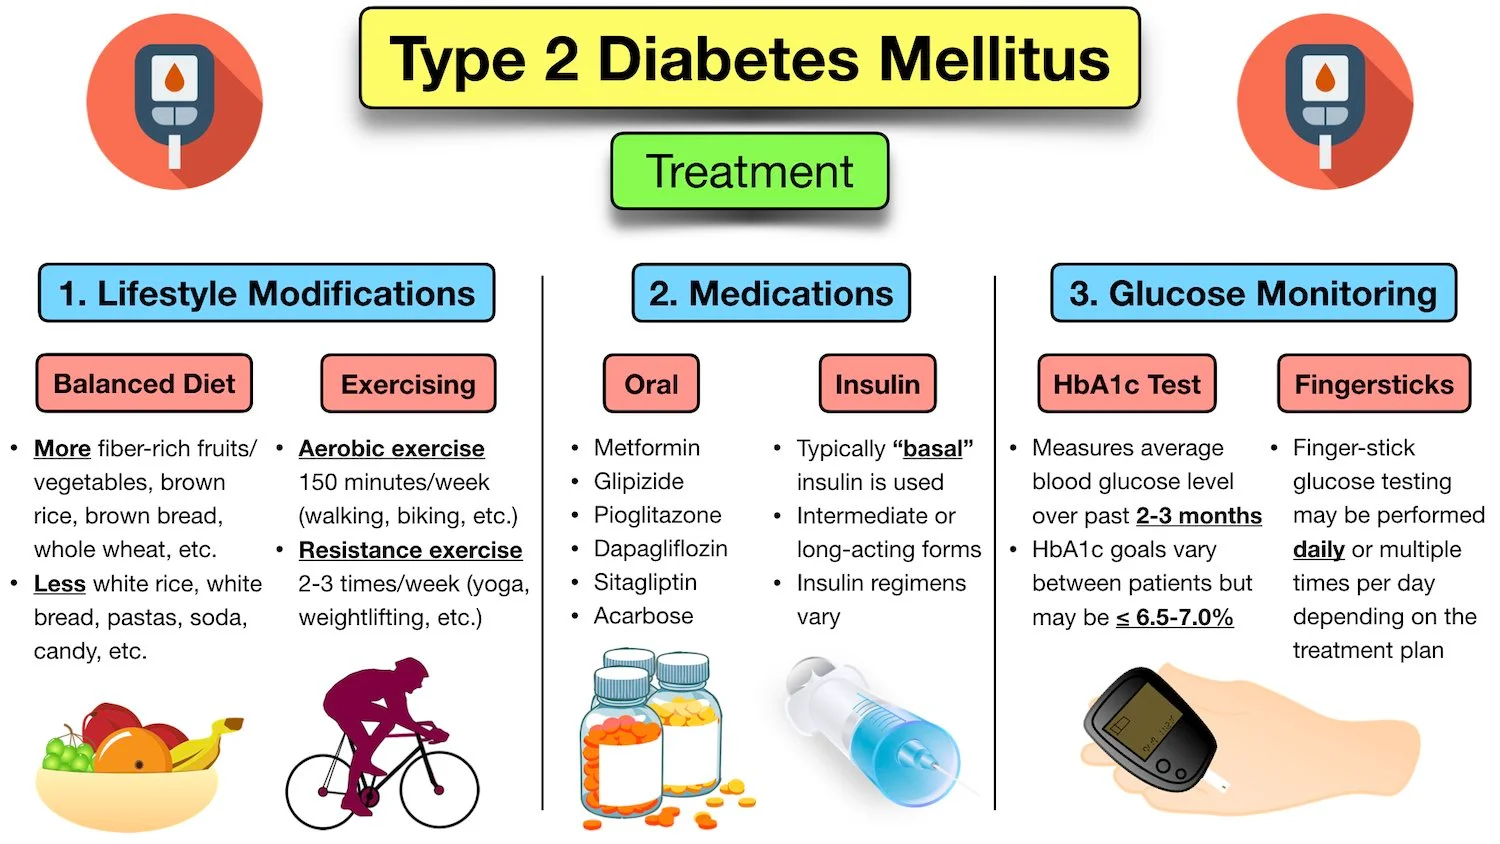 Type 2 Diabetes Mellitus
Treatment
1. Lifestyle Modifications
Balanced Diet
• More fiber-rich fruits/
vegetables, brown
rice, brown bread,
whole wheat, etc.
• Less white rice, white
bread, pastas, soda,
candy, etc.
Exercising
• Aerobic exercise
150 minutes/week
(walking, biking, etc.)
• Resistance exercise
2-3 times/week (yoga,
weightlifting, etc.)
2. Medications
Oral
• Metformin
• Glipizide
• Pioglitazone
• Dapagliflozin
• Sitagliptin
• Acarbose
Insulin
• Typically “basal”
insulin is used
• Intermediate or
long-acting forms
• Insulin regimens
vary
3. Glucose Monitoring
HbA1c Test
• Measures average
blood glucose level
over past 2-3 months
• HbA1c goals vary
between patients but
may be ≤ 6.5-7.0%
Fingersticks
• Finger-stick
glucose testing
may be performed
daily or multiple
times per day
depending on the
treatment plan